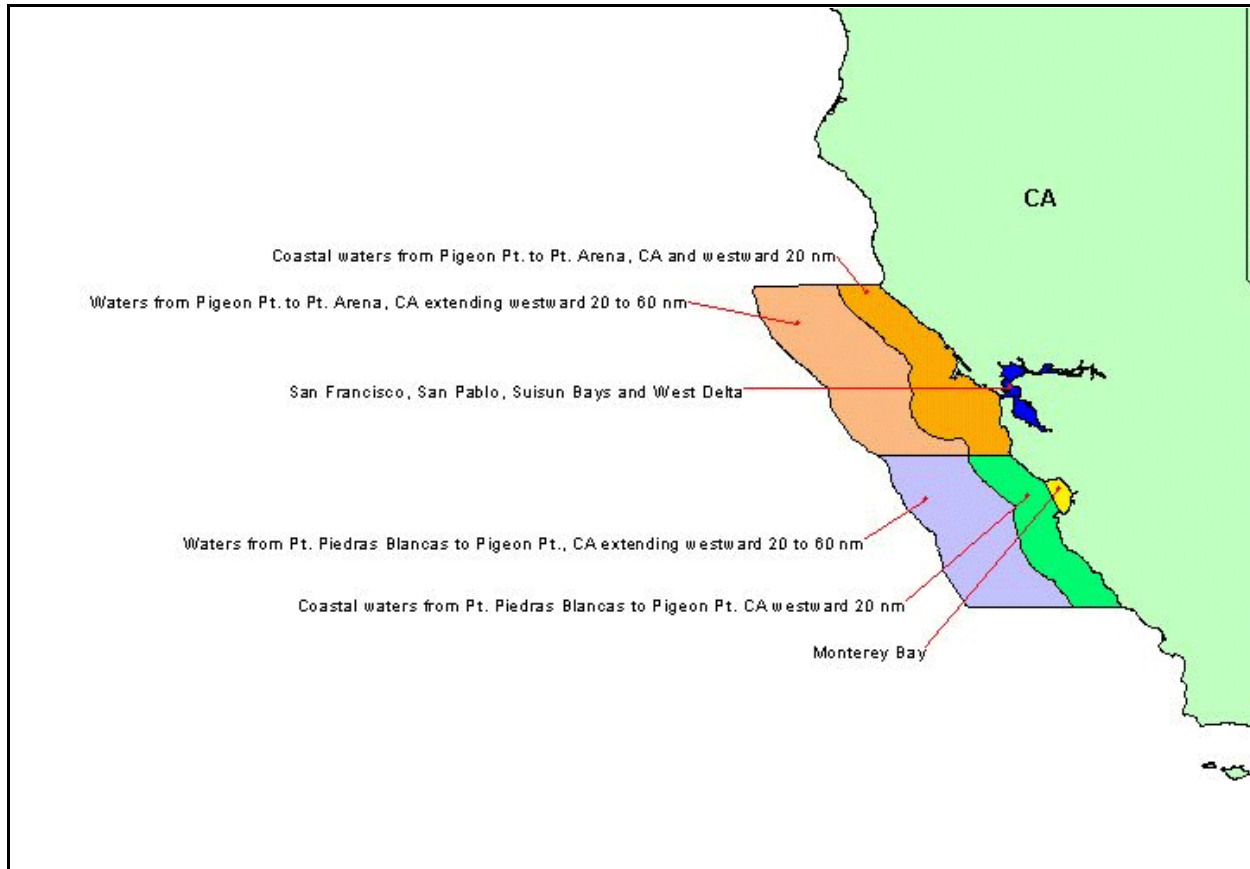 CA
Coastal waters from Pigeon Pt. to Pt. Arena, CA and westward 20 nm
Waters from Pigeon Pt. to Pt. Arena, CA extending westward 20 to 60 nm
San Francisco, San Pablo, Suisun Bays and West Delta
Waters from Pt. Piedras Blancas to Pigeon Pt., CA extending westward 20 to 60 nm
Coastal waters from Pt. Piedras Blancas to Pigeon Pt. CA westward 20 nm
Monterey Bay